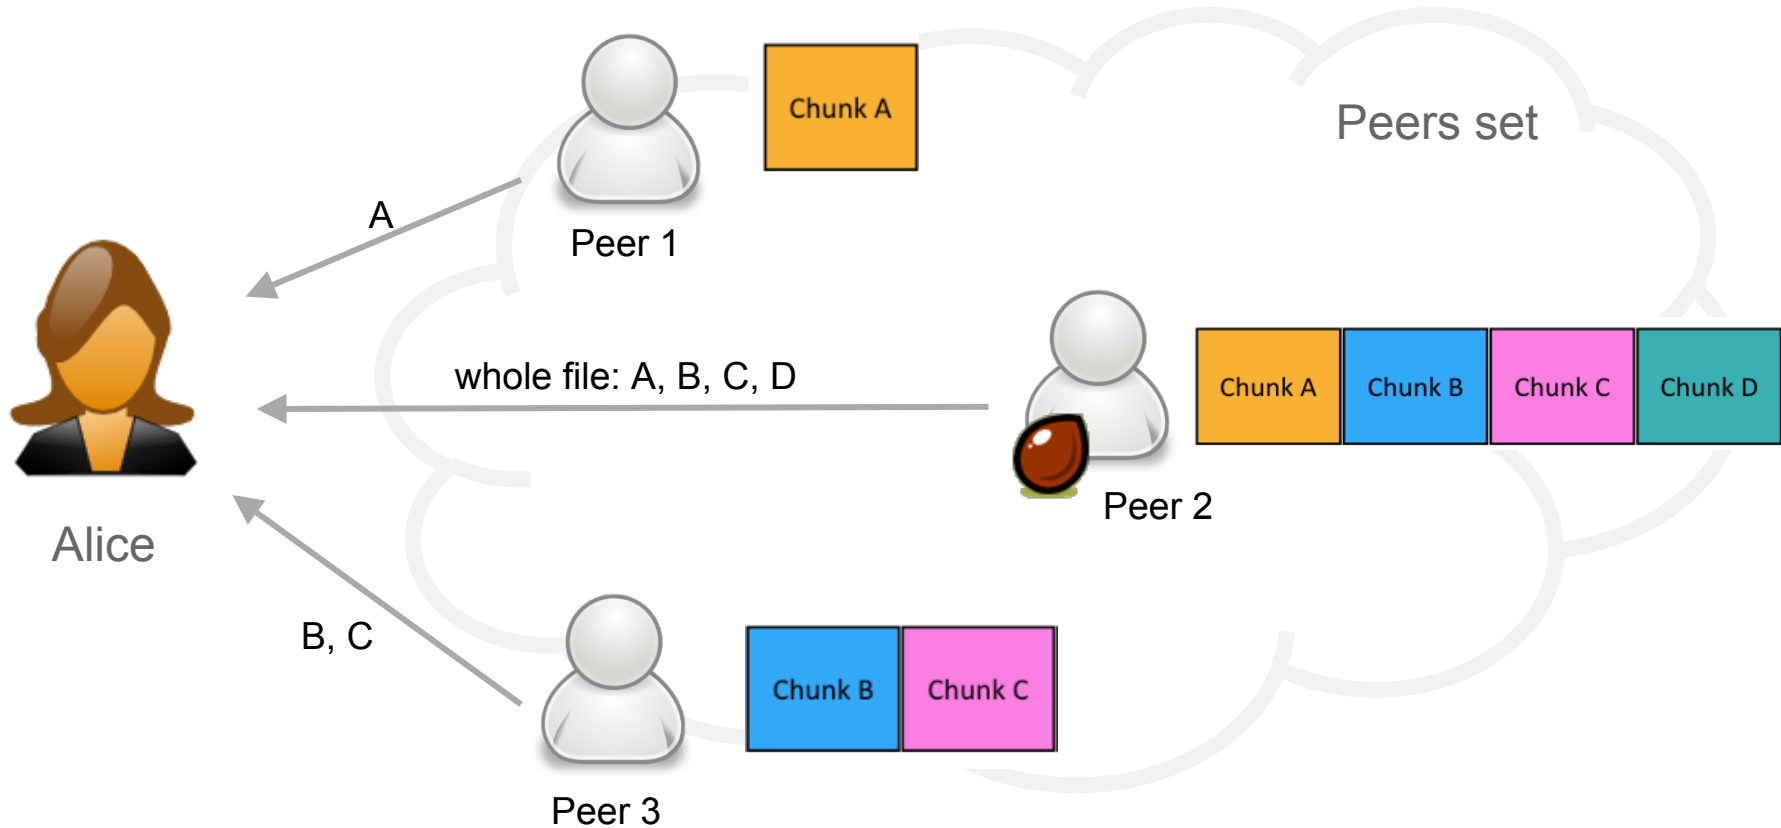 Chunk A
Peers set
A
Peer 1
whole file: A, B, C, D
Chunk A
Chunk B
Chunk C
Chunk D
Peer 2
Alice
B, C
Chunk B
Chunk C
Peer 3